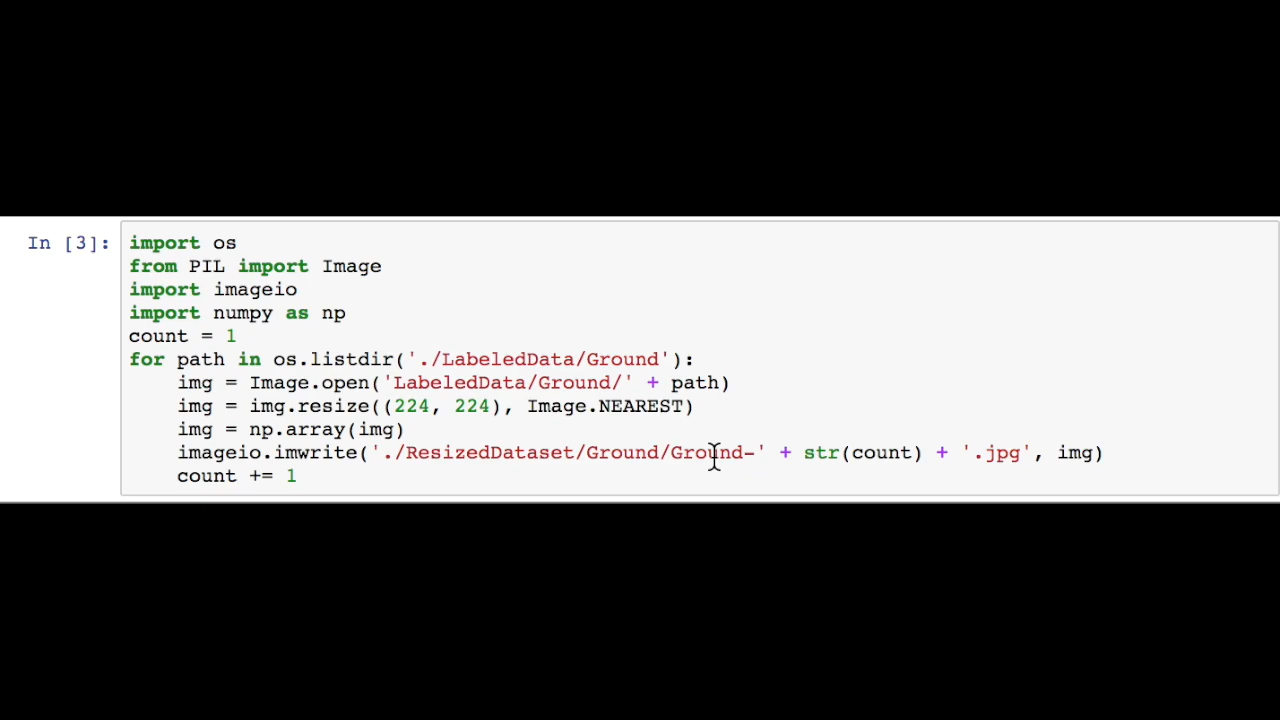 In [3]:
import os
from PIL import Image
import imageio
import numpy as np
count = 1
for path in os.listdir('./LabeledData/Ground'):
    img = Image.open('LabeledData/Ground/' + path)
    img = img.resize((224, 224), Image.NEAREST)
    img = np.array(img)
    imageio.imwrite('./ResizedDataset/Ground/Ground-' + str(count) + '.jpg', img)
    count += 1